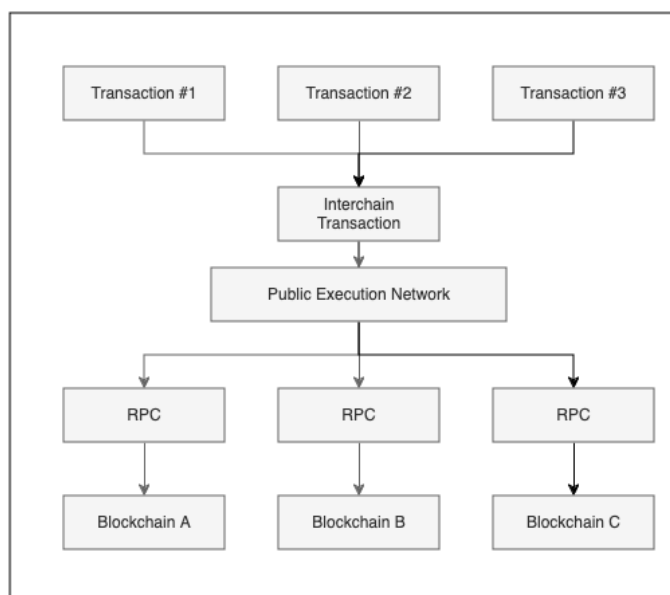 Transaction #1
Transaction #2
Transaction #3
Interchain
Transaction
Public Execution Network
RPC
RPC
RPC
Blockchain A
Blockchain B
Blockchain C